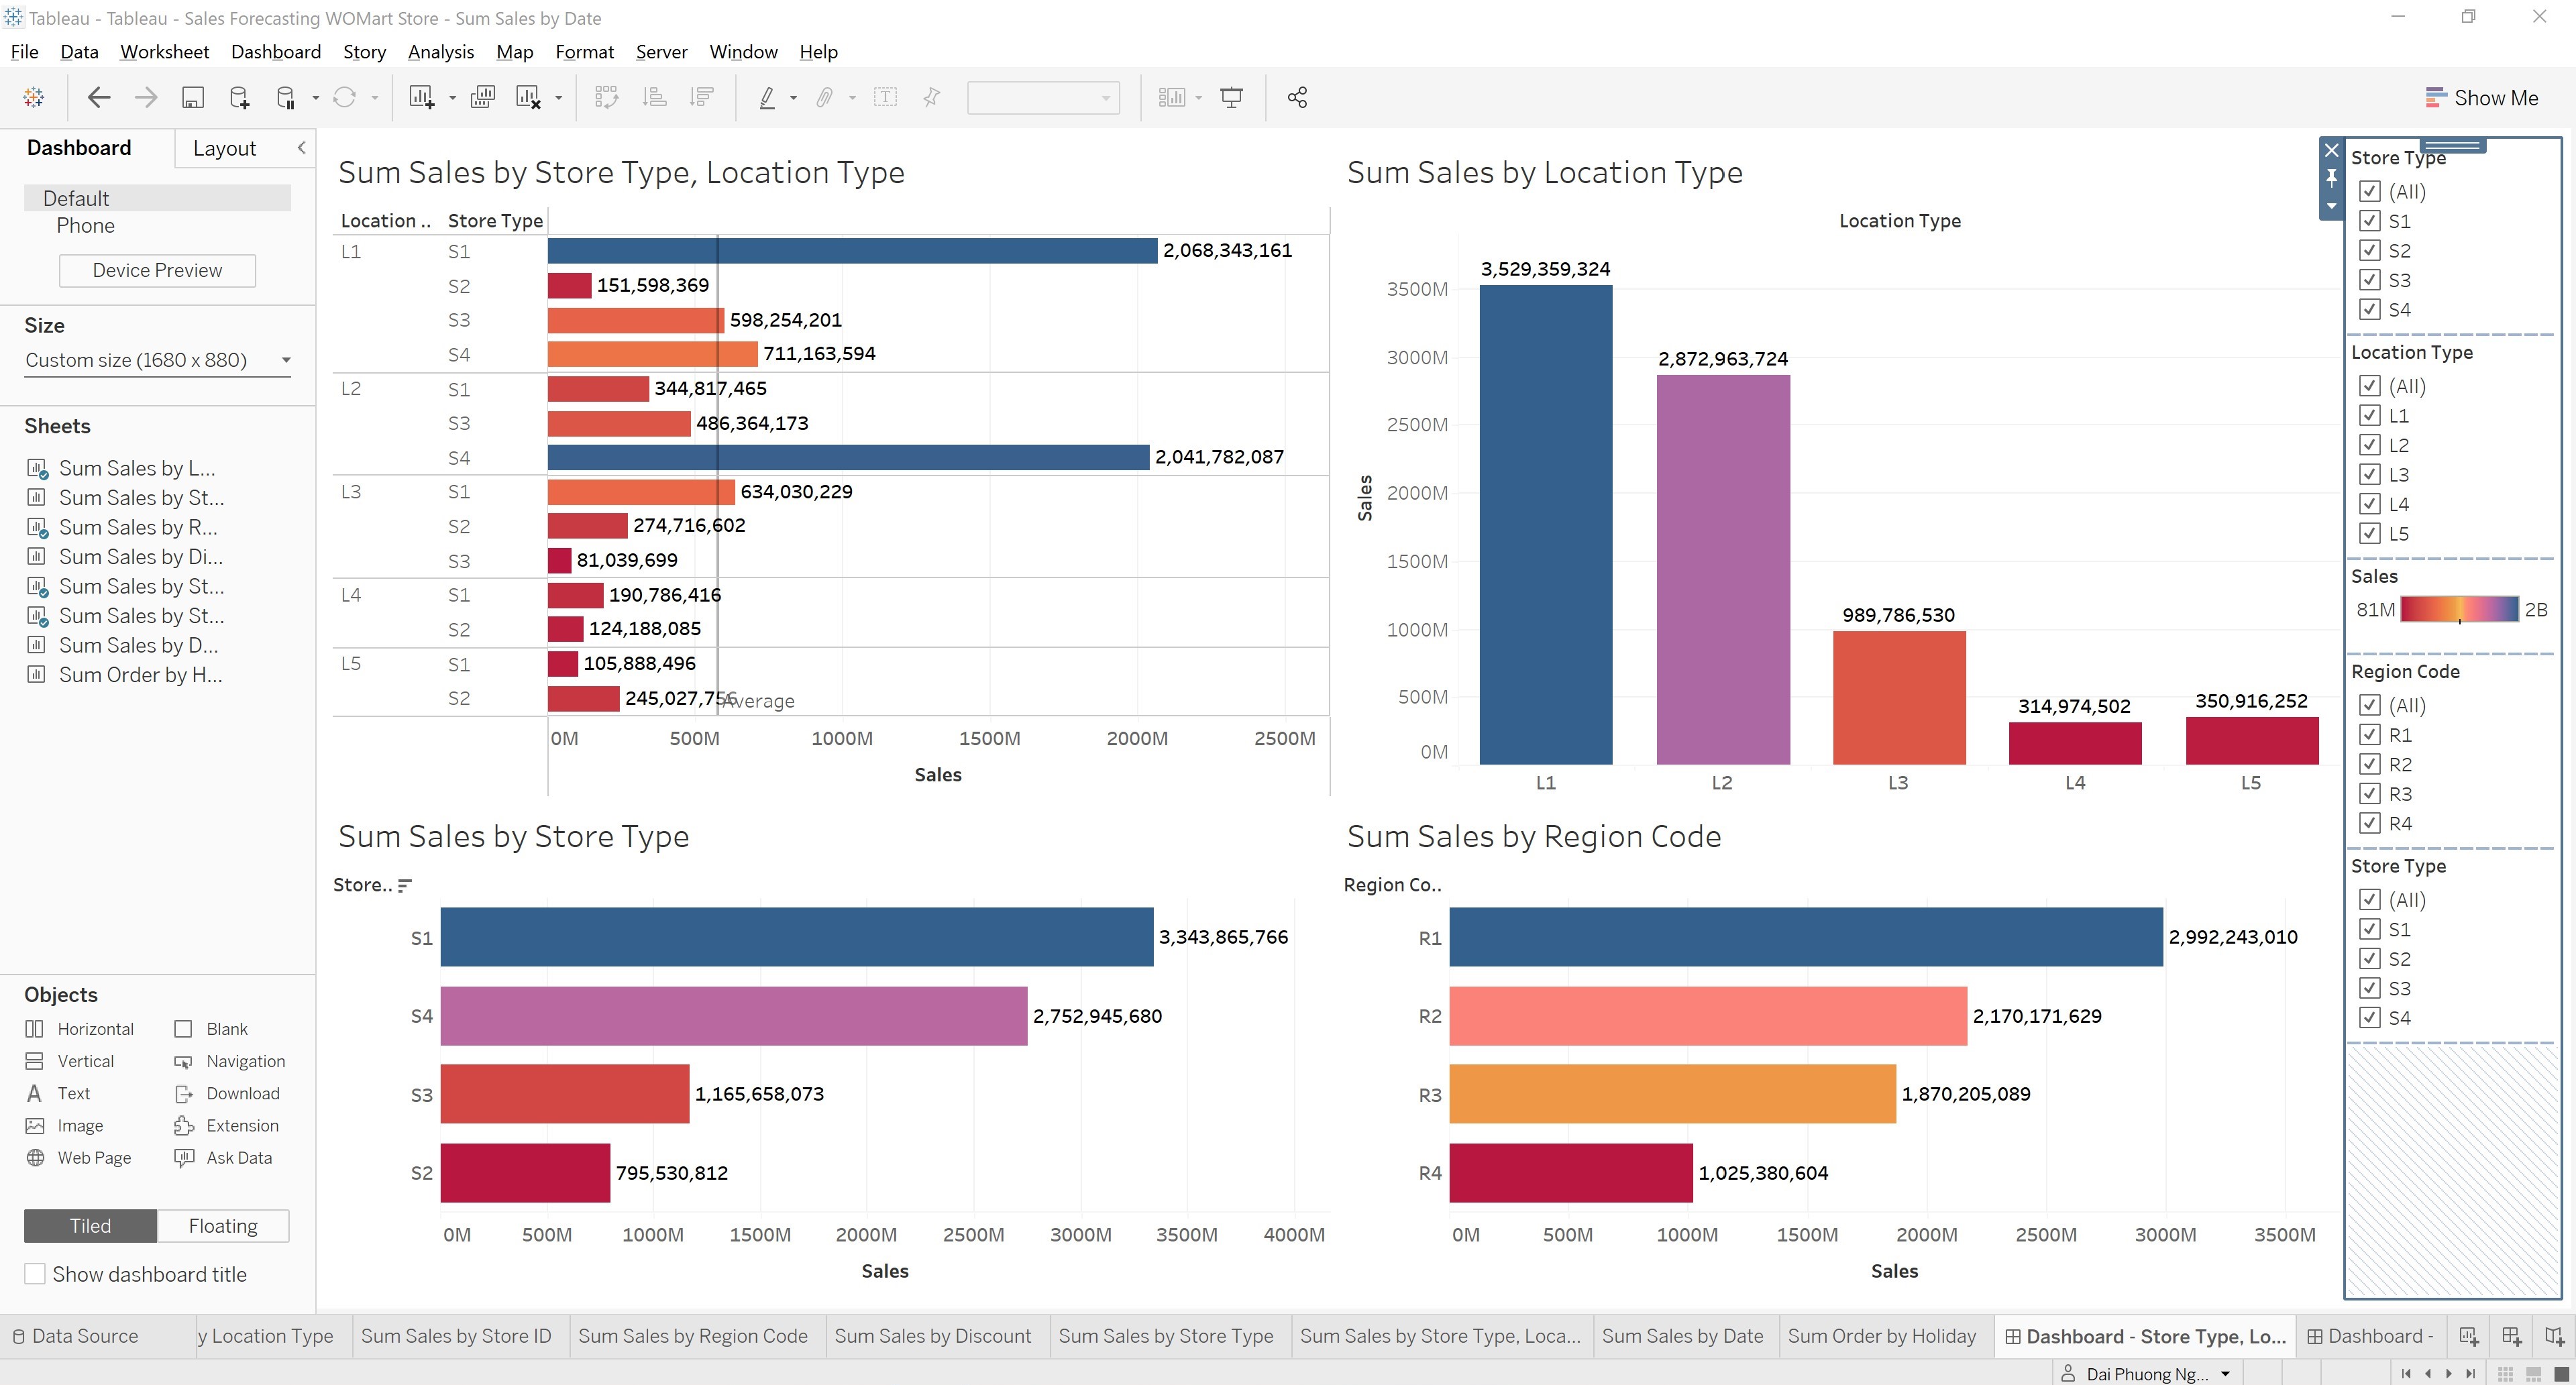 Tableau - Tableau - Sales Forecasting WOMart Store - Sum Sales by Date
File Data Worksheet Dashboard Story Analysis Map Format Server Window Help
Show Me
Dashboard Layout
Default
Phone
Device Preview
Size
Custom size (1680 x 880)
Sheets
Sum Sales by L...
Sum Sales by St...
Sum Sales by R...
Sum Sales by Di...
Sum Sales by St...
Sum Sales by St...
Sum Sales by D...
Sum Order by H...
Objects
Horizontal Blank
Vertical Navigation
Text Download
Image Extension
Web Page Ask Data
Tiled Floating
Show dashboard title
Sum Sales by Store Type, Location Type
Location .. Store Type
L1 S1 2,068,343,161
S2 151,598,369
S3 598,254,201
S4 711,163,594
L2 S1 344,817,465
S3 486,364,173
S4 2,041,782,087
L3 S1 634,030,229
S2 274,716,602
S3 81,039,699
L4 S1 190,786,416
S2 124,188,085
L5 S1 105,888,496
S2 245,027,756 Average
0M 500M 1000M 1500M 2000M 2500M
Sales
Sum Sales by Location Type
Location Type
Sales
3500M
3000M
2500M
2000M
1500M
1000M
500M
0M
3,529,359,324
2,872,963,724
989,786,530
314,974,502
350,916,252
L1 L2 L3 L4 L5
Sum Sales by Store Type
Store..
S1 3,343,865,766
S4 2,752,945,680
S3 1,165,658,073
S2 795,530,812
0M 500M 1000M 1500M 2000M 2500M 3000M 3500M 4000M
Sales
Sum Sales by Region Code
Region Co..
R1 2,992,243,010
R2 2,170,171,629
R3 1,870,205,089
R4 1,025,380,604
0M 500M 1000M 1500M 2000M 2500M 3000M 3500M
Sales
Store Type
(All)
S1
S2
S3
S4
Location Type
(All)
L1
L2
L3
L4
L5
Sales
81M 2B
Region Code
(All)
R1
R2
R3
R4
Store Type
(All)
S1
S2
S3
S4
Data Source y Location Type Sum Sales by Store ID Sum Sales by Region Code Sum Sales by Discount Sum Sales by Store Type Sum Sales by Store Type, Loca... Sum Sales by Date Sum Order by Holiday Dashboard - Store Type, Lo... Dashboard -
Dai Phuong Ng...